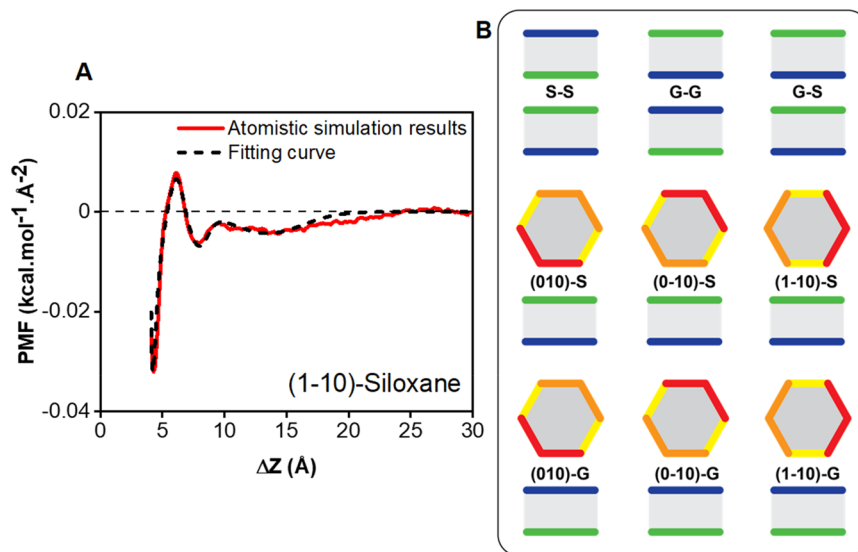 A
PMF (kcal.mol-1.Å-2)
0.02
0
-0.02
-0.04
Atomistic simulation results
Fitting curve
(1-10)-Siloxane
0 5 10 15 20 25 30
ΔZ (Å)
B
S-S G-G G-S
(010)-S (0-10)-S (1-10)-S
(010)-G (0-10)-G (1-10)-G